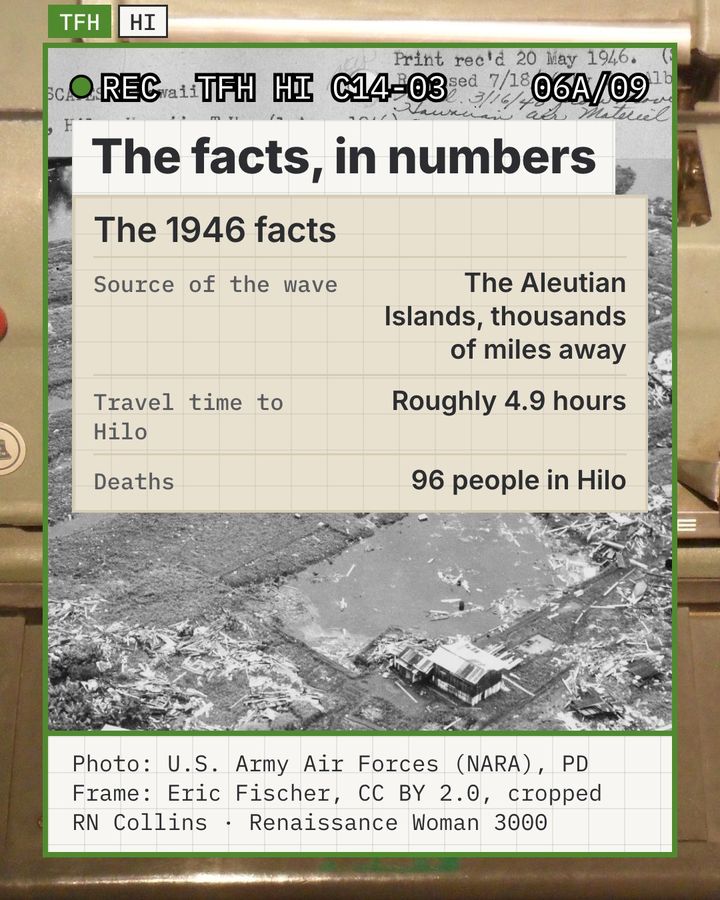 TFH HI
Print rec'd 20 May 1946.
REC TFH HI C14-03 06A/09
The facts, in numbers
The 1946 facts
Source of the wave
The Aleutian
Islands, thousands
of miles away
Travel time to
Hilo
Roughly 4.9 hours
Deaths
96 people in Hilo
Photo: U.S. Army Air Forces (NARA), PD
Frame: Eric Fischer, CC BY 2.0, cropped
RN Collins · Renaissance Woman 3000